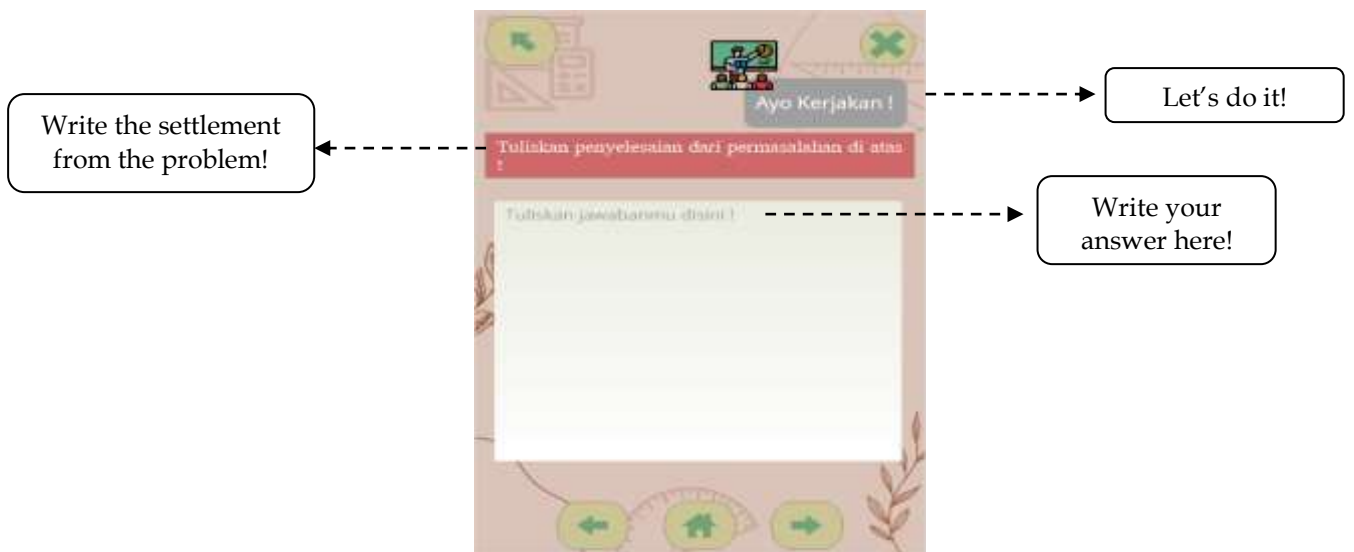 Ayo Kerjakan !
Let's do it!
Write the settlement
from the problem!
Tuliskan penyelesaian dari permasalahan di atas
!
Tuliskan jawabanmu disini !
Write your
answer here!